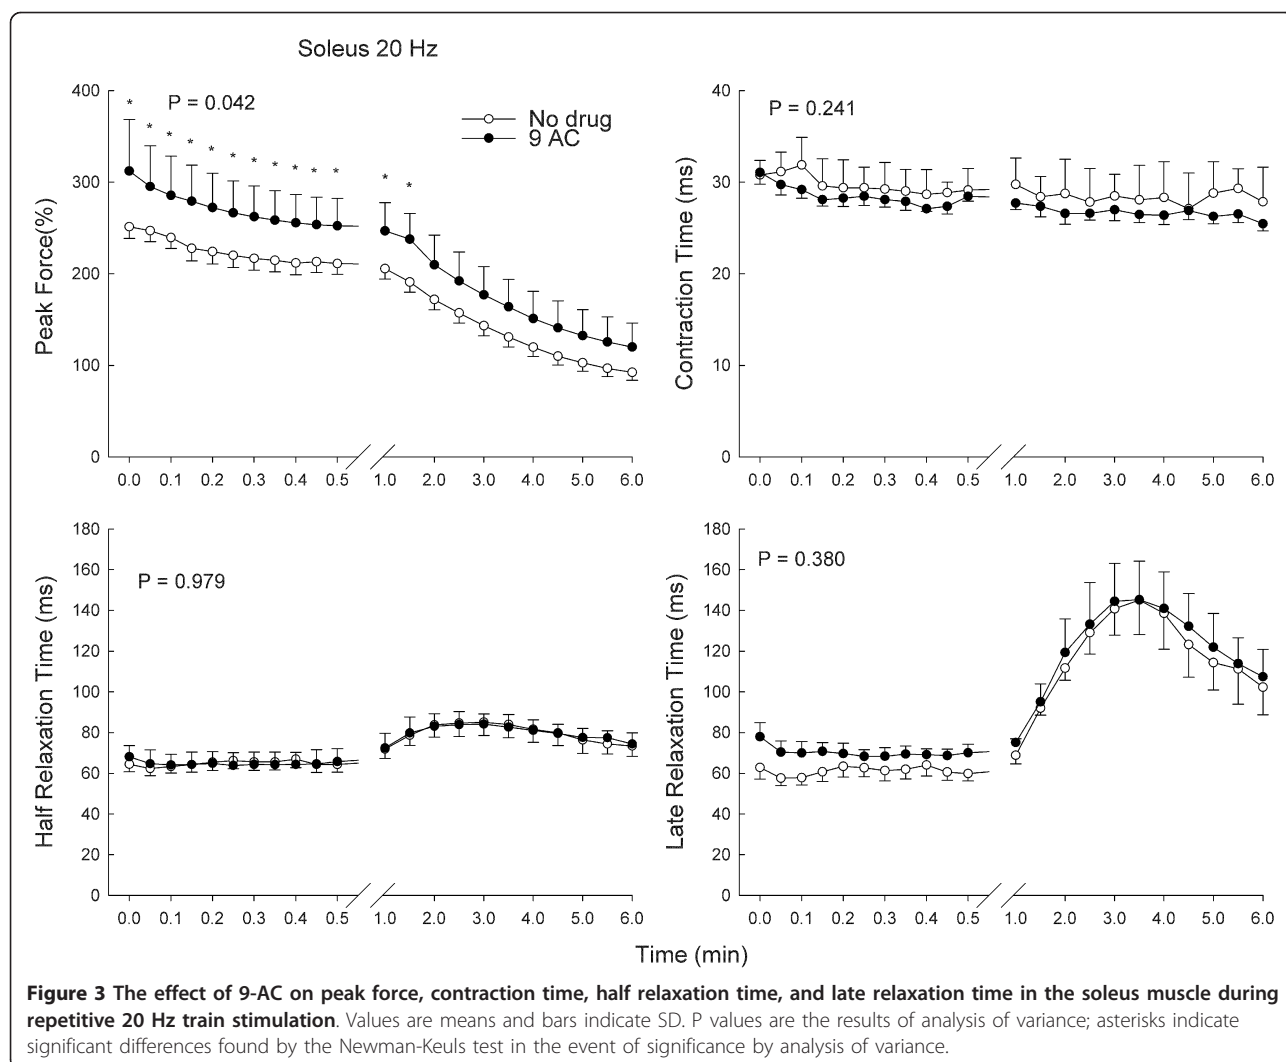 Soleus 20 Hz
400
300
200
100
0
Peak Force(%)
P = 0.042
* * * * * * * * * * * * *
No drug
9 AC
0.0 0.1 0.2 0.3 0.4 0.5 1.0 2.0 3.0 4.0 5.0 6.0
40
30
20
10
0
Contraction Time (ms)
P = 0.241
0.0 0.1 0.2 0.3 0.4 0.5 1.0 2.0 3.0 4.0 5.0 6.0
180
160
140
120
100
80
60
40
20
0
Half Relaxation Time (ms)
P = 0.979
0.0 0.1 0.2 0.3 0.4 0.5 1.0 2.0 3.0 4.0 5.0 6.0
180
160
140
120
100
80
60
40
20
0
Late Relaxation Time (ms)
P = 0.380
0.0 0.1 0.2 0.3 0.4 0.5 1.0 2.0 3.0 4.0 5.0 6.0
Time (min)
Figure 3 The effect of 9-AC on peak force, contraction time, half relaxation time, and late relaxation time in the soleus muscle during
repetitive 20 Hz train stimulation. Values are means and bars indicate SD. P values are the results of analysis of variance; asterisks indicate
significant differences found by the Newman-Keuls test in the event of significance by analysis of variance.